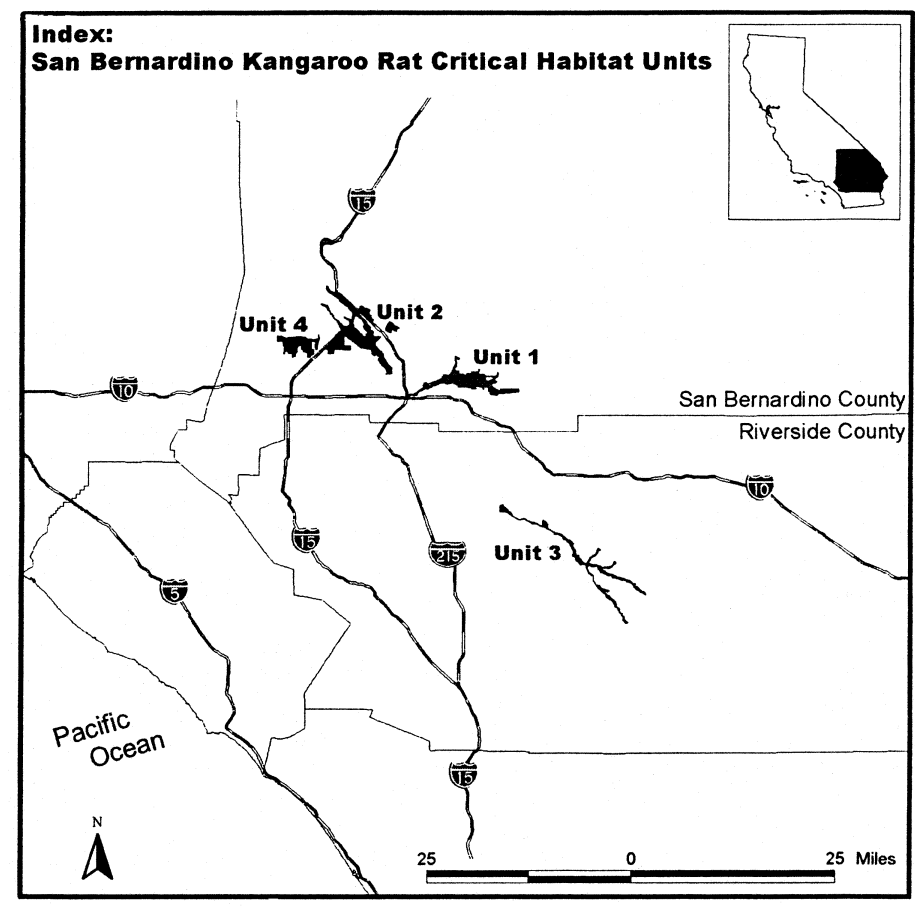 Index:
San Bernardino Kangaroo Rat Critical Habitat Units
15
Unit 2
Unit 4
Unit 1
10
San Bernardino County
Riverside County
10
15
215
Unit 3
5
Pacific
Ocean
15
N
25 0 25 Miles